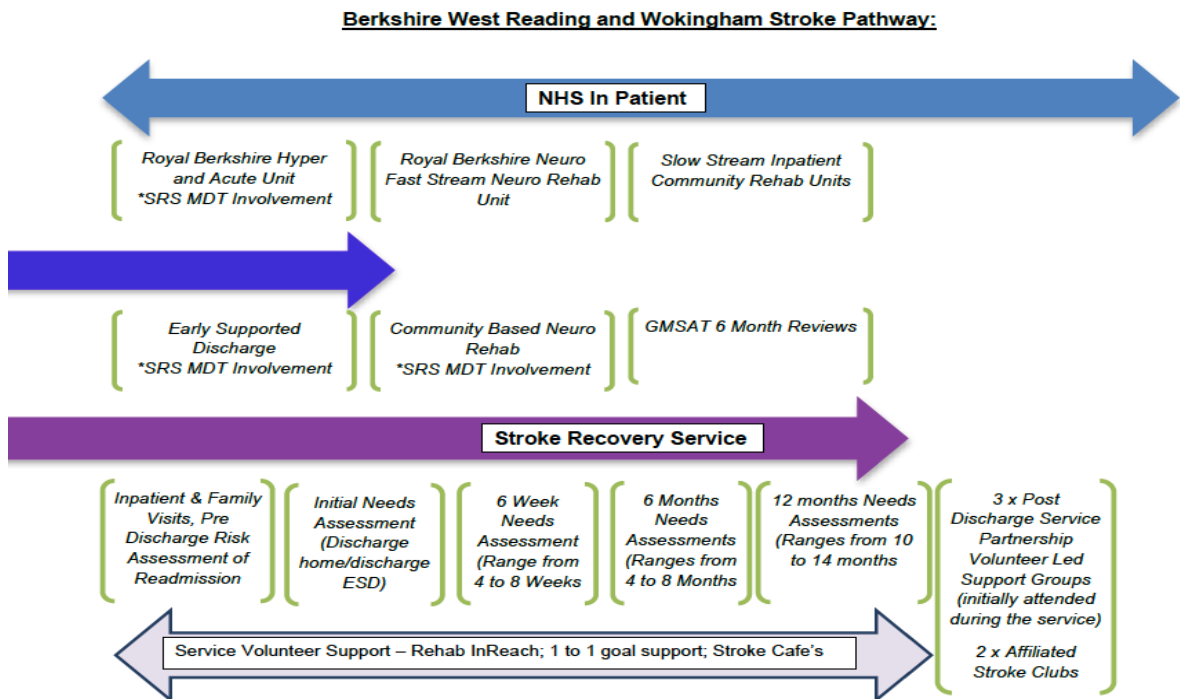 Berkshire West Reading and Wokingham Stroke Pathway:
NHS In Patient
Royal Berkshire Hyper
and Acute Unit
*SRS MDT Involvement
Royal Berkshire Neuro
Fast Stream Neuro Rehab
Unit
Slow Stream Inpatient
Community Rehab Units
Early Supported
Discharge
*SRS MDT Involvement
Community Based Neuro
Rehab
*SRS MDT Involvement
GMSAT 6 Month Reviews
Stroke Recovery Service
Inpatient & Family
Visits, Pre
Discharge Risk
Assessment of
Readmission
Initial Needs
Assessment
(Discharge
home/discharge
ESD)
6 Week
Needs
Assessment
(Range from
4 to 8 Weeks
6 Months
Needs
Assessments
(Ranges from
4 to 8 Months
12 months Needs
Assessments
(Ranges from 10
to 14 months
3 x Post
Discharge Service
Partnership
Volunteer Led
Support Groups
(initially attended
during the service)
2 x Affiliated
Stroke Clubs
Service Volunteer Support – Rehab InReach; 1 to 1 goal support; Stroke Cafe's